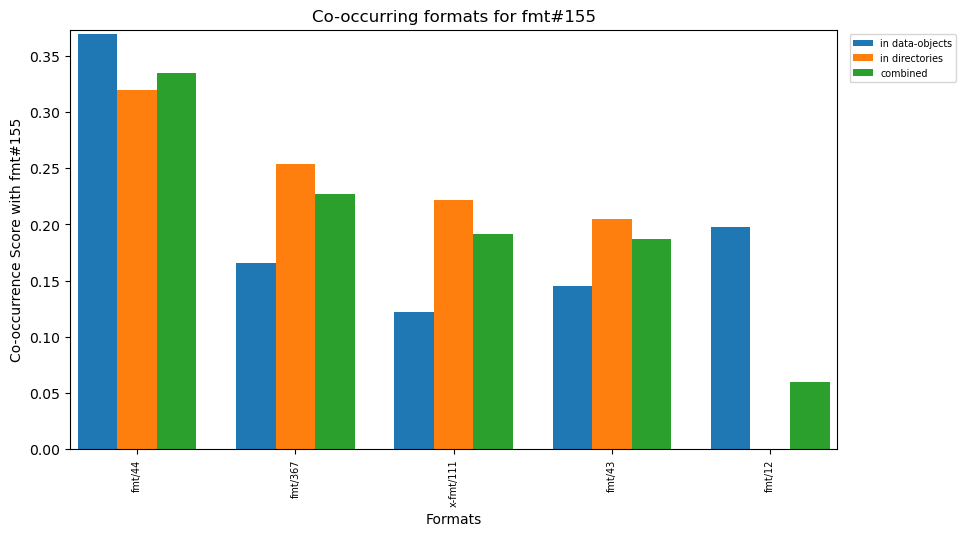 Co-occurring formats for fmt#155
in data-objects
in directories
combined
Co-occurrence Score with fmt#155
0.35
0.30
0.25
0.20
0.15
0.10
0.05
0.00
fmt/44
fmt/367
x-fmt/111
fmt/43
fmt/12
Formats